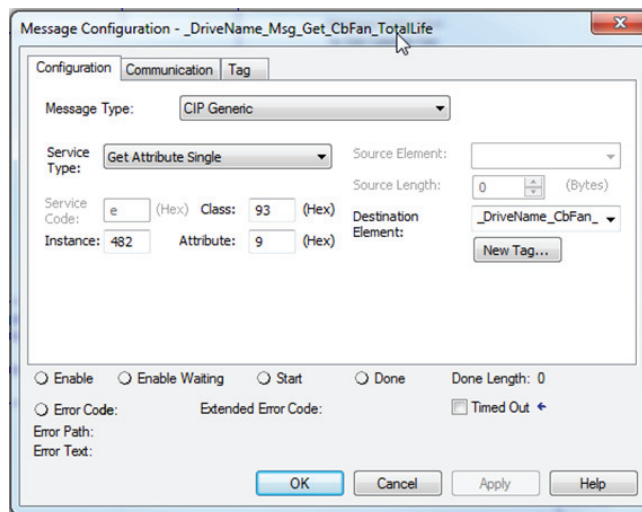 Message Configuration - _DriveName_Msg_Get_CbFan_TotalLife
Configuration Communication Tag
Message Type: CIP Generic
Service Type: Get Attribute Single
Source Element:
Source Length: 0 (Bytes)
Service Code: e (Hex) Class: 93 (Hex)
Destination Element: _DriveName_CbFan_
Instance: 482 Attribute: 9 (Hex)
New Tag...
Enable Enable Waiting Start Done Done Length: 0
Error Code: Extended Error Code: Timed Out
Error Path:
Error Text:
OK Cancel Apply Help